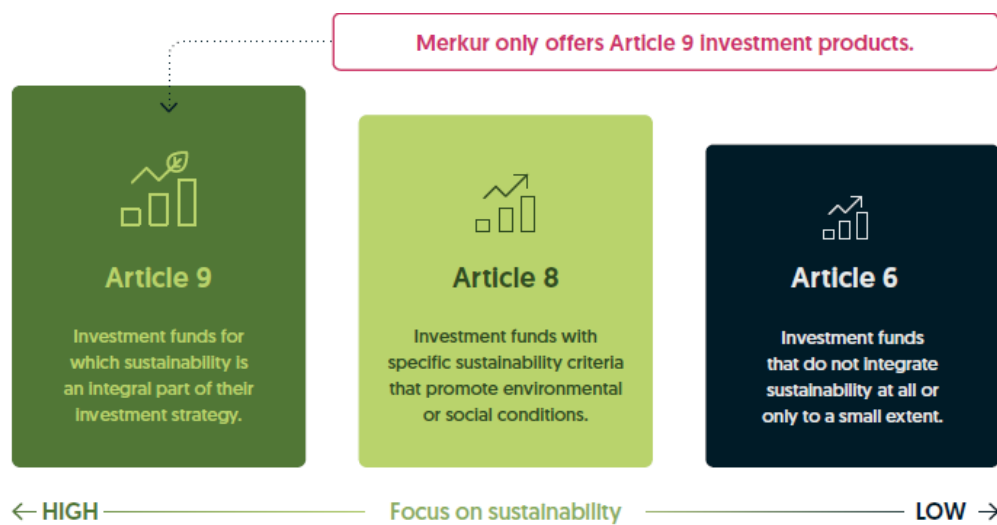 Merkur only offers Article 9 investment products.
Article 9
Investment funds for
which sustainability is
an integral part of their
investment strategy.
Article 8
Investment funds with
specific sustainability criteria
that promote environmental
or social conditions.
Article 6
Investment funds
that do not integrate
sustainability at all or
only to a small extent.
HIGH
Focus on sustainability
LOW